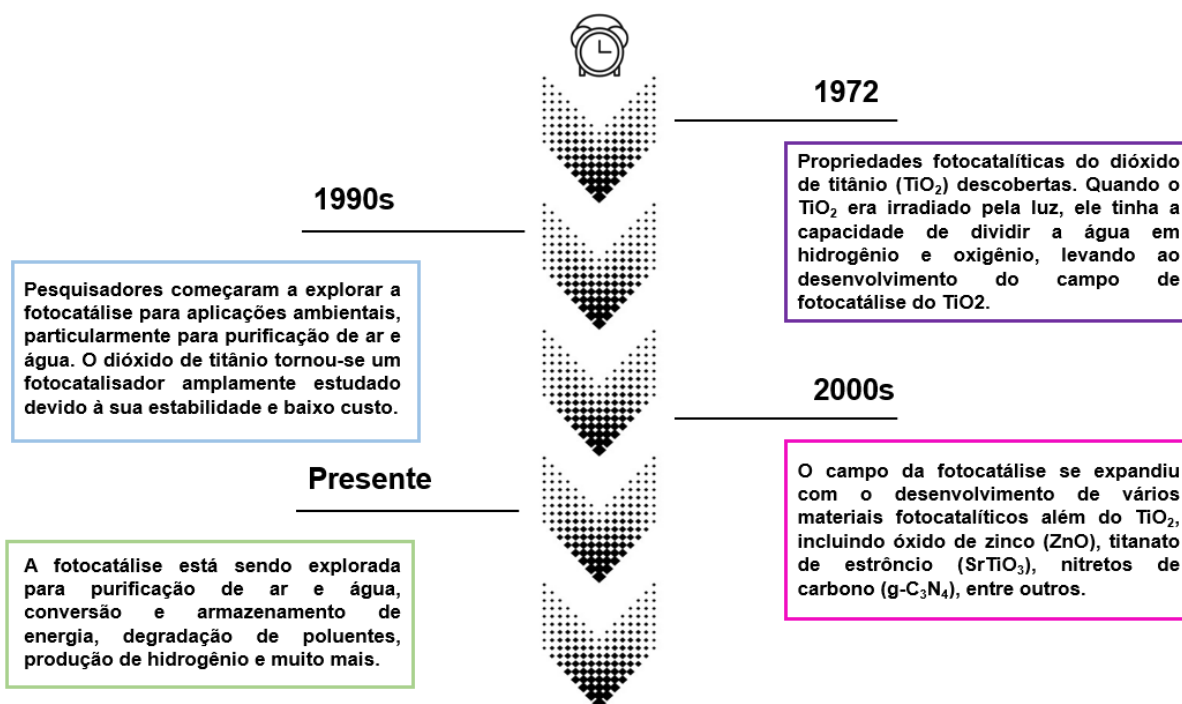 1972
Propriedades fotocatalíticas do dióxido
de titânio (TiO₂) descobertas. Quando o
TiO₂ era irradiado pela luz, ele tinha a
capacidade de dividir a água em
hidrogênio e oxigênio, levando ao
desenvolvimento do campo de
fotocatálise do TiO2.
1990s
Pesquisadores começaram a explorar a
fotocatálise para aplicações ambientais,
particularmente para purificação de ar e
água. O dióxido de titânio tornou-se um
fotocatalisador amplamente estudado
devido à sua estabilidade e baixo custo.
2000s
O campo da fotocatálise se expandiu
com o desenvolvimento de vários
materiais fotocatalíticos além do TiO₂,
incluindo óxido de zinco (ZnO), titanato
de estrôncio (SrTiO₃), nitretos de
carbono (g-C₃N₄), entre outros.
Presente
A fotocatálise está sendo explorada
para purificação de ar e água,
conversão e armazenamento de
energia, degradação de poluentes,
produção de hidrogênio e muito mais.